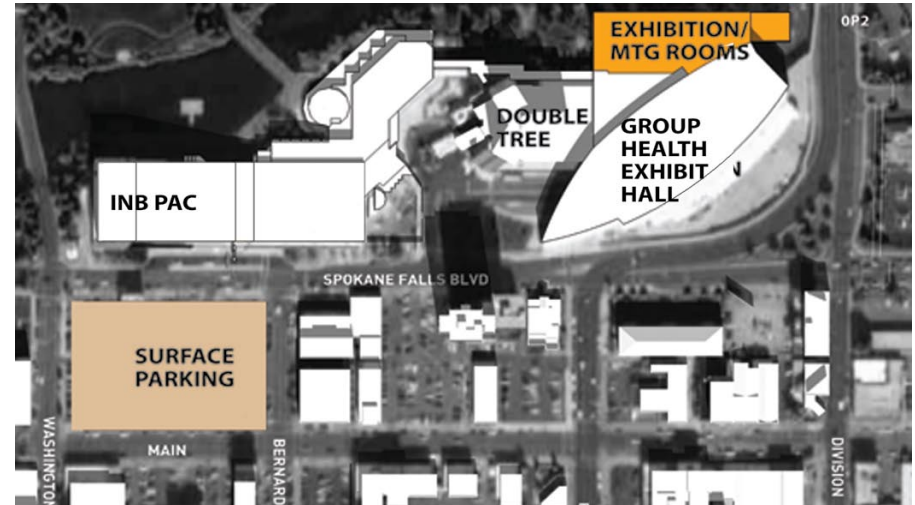 EXHIBITION/
MTG ROOMS
OP2
DOUBLE
TREE
GROUP
HEALTH
EXHIBIT
HALL
INB PAC
SPOKANE FALLS BLVD
SURFACE
PARKING
WASHINGTON
MAIN
BERNARD
DIVISION